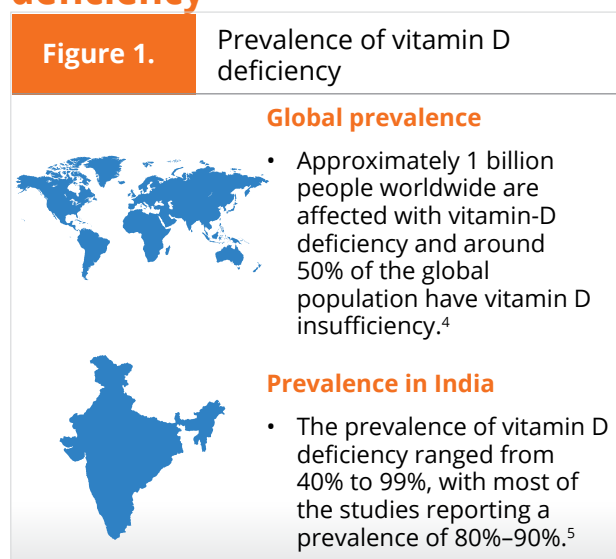 deficiency
Figure 1.
Prevalence of vitamin D
deficiency
Global prevalence
• Approximately 1 billion
people worldwide are
affected with vitamin-D
deficiency and around
50% of the global
population have vitamin D
insufficiency.⁴
Prevalence in India
• The prevalence of vitamin D
deficiency ranged from
40% to 99%, with most of
the studies reporting a
prevalence of 80%–90%.⁵